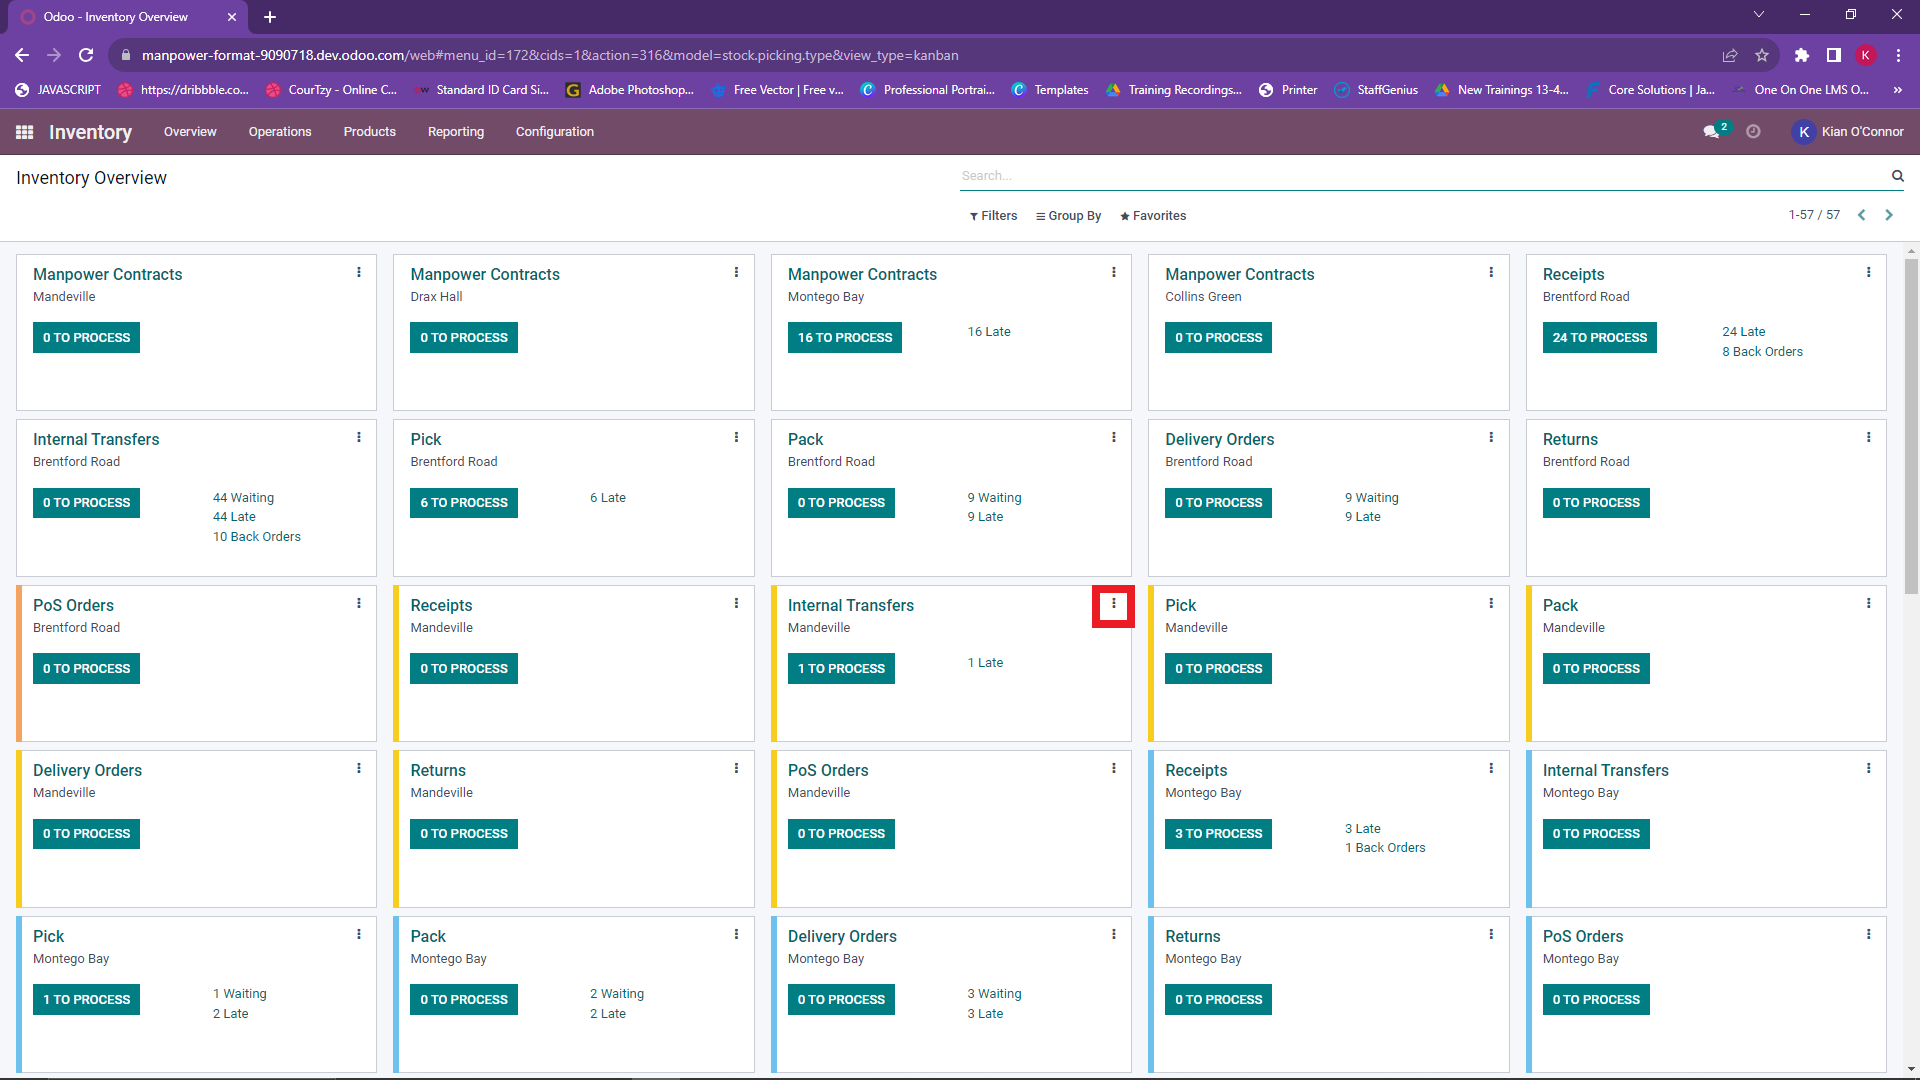 Odoo - Inventory Overview
manpower-format-9090718.dev.odoo.com/web#menu_id=172&cids=1&action=316&model=stock.picking.type&view_type=kanban
K
JAVASCRIPT https://dribbble.co... CourTzy - Online C... Standard ID Card Si... Adobe Photoshop... Free Vector | Free v... Professional Portrai... Templates Training Recordings... Printer StaffGenius New Trainings 13-4... Core Solutions | Ja... One On One LMS O... »
Inventory Overview Operations Products Reporting Configuration 2 K Kian O'Connor
Inventory Overview
Search...
Filters Group By Favorites 1-57 / 57
Manpower Contracts
Mandeville
0 TO PROCESS
Manpower Contracts
Drax Hall
0 TO PROCESS
Manpower Contracts
Montego Bay
16 TO PROCESS
16 Late
Manpower Contracts
Collins Green
0 TO PROCESS
Receipts
Brentford Road
24 TO PROCESS
24 Late
8 Back Orders
Internal Transfers
Brentford Road
0 TO PROCESS
44 Waiting
44 Late
10 Back Orders
Pick
Brentford Road
6 TO PROCESS
6 Late
Pack
Brentford Road
0 TO PROCESS
9 Waiting
9 Late
Delivery Orders
Brentford Road
0 TO PROCESS
9 Waiting
9 Late
Returns
Brentford Road
0 TO PROCESS
PoS Orders
Brentford Road
0 TO PROCESS
Receipts
Mandeville
0 TO PROCESS
Internal Transfers
Mandeville
1 TO PROCESS
1 Late
Pick
Mandeville
0 TO PROCESS
Pack
Mandeville
0 TO PROCESS
Delivery Orders
Mandeville
0 TO PROCESS
Returns
Mandeville
0 TO PROCESS
PoS Orders
Mandeville
0 TO PROCESS
Receipts
Montego Bay
3 TO PROCESS
3 Late
1 Back Orders
Internal Transfers
Montego Bay
0 TO PROCESS
Pick
Montego Bay
1 TO PROCESS
1 Waiting
2 Late
Pack
Montego Bay
0 TO PROCESS
2 Waiting
2 Late
Delivery Orders
Montego Bay
0 TO PROCESS
3 Waiting
3 Late
Returns
Montego Bay
0 TO PROCESS
PoS Orders
Montego Bay
0 TO PROCESS